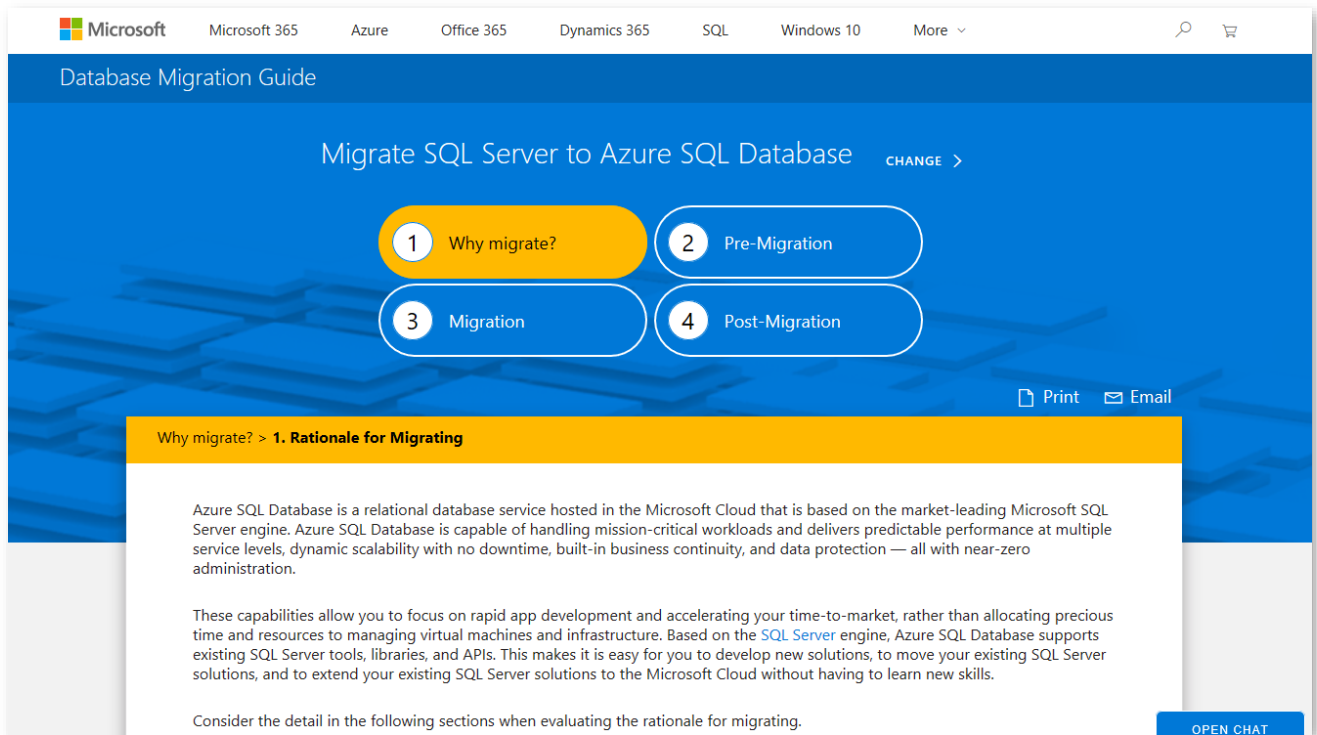 Microsoft Microsoft 365 Azure Office 365 Dynamics 365 SQL Windows 10 More
Database Migration Guide
Migrate SQL Server to Azure SQL Database CHANGE >
1 Why migrate? 2 Pre-Migration
3 Migration 4 Post-Migration
Print Email
Why migrate? > 1. Rationale for Migrating
Azure SQL Database is a relational database service hosted in the Microsoft Cloud that is based on the market-leading Microsoft SQL
Server engine. Azure SQL Database is capable of handling mission-critical workloads and delivers predictable performance at multiple
service levels, dynamic scalability with no downtime, built-in business continuity, and data protection — all with near-zero
administration.
These capabilities allow you to focus on rapid app development and accelerating your time-to-market, rather than allocating precious
time and resources to managing virtual machines and infrastructure. Based on the SQL Server engine, Azure SQL Database supports
existing SQL Server tools, libraries, and APIs. This makes it is easy for you to develop new solutions, to move your existing SQL Server
solutions, and to extend your existing SQL Server solutions to the Microsoft Cloud without having to learn new skills.
Consider the detail in the following sections when evaluating the rationale for migrating.
OPEN CHAT